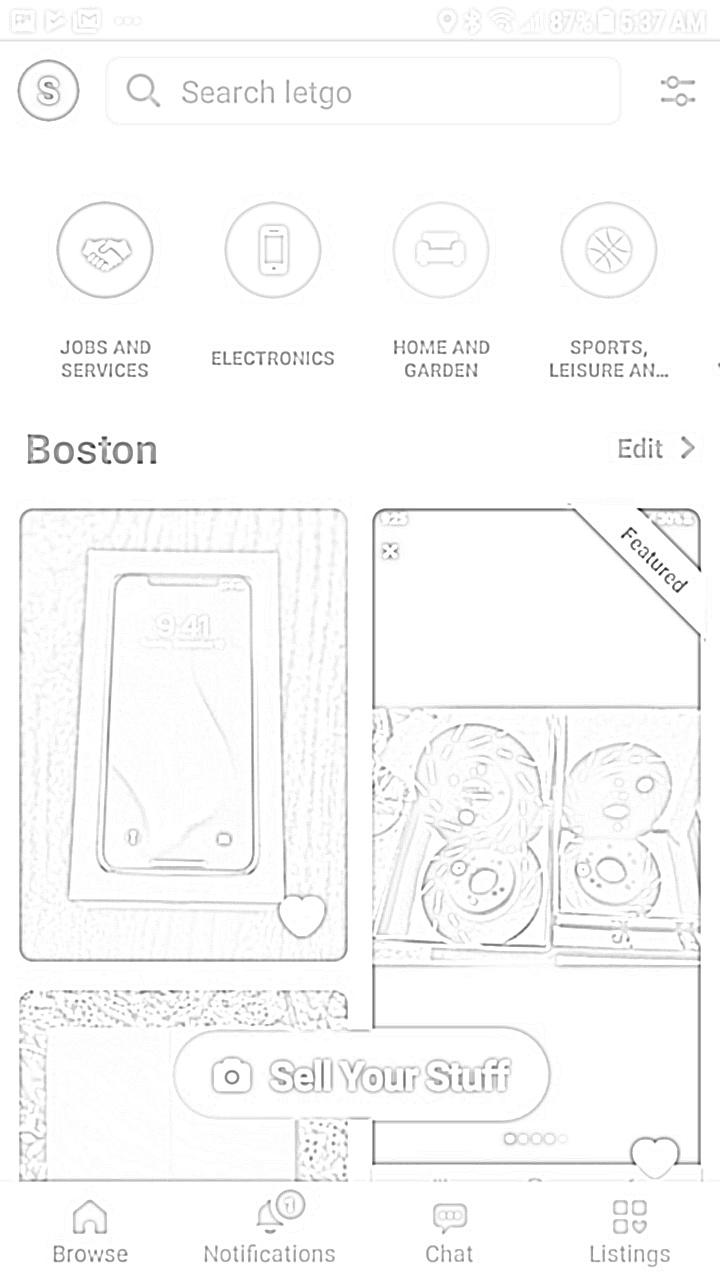 87% 5:37 AM
S
Search letgo
JOBS AND
SERVICES
ELECTRONICS
HOME AND
GARDEN
SPORTS,
LEISURE AN...
Boston
Edit
Featured
9:41
Sell Your Stuff
1
Browse
Notifications
Chat
Listings